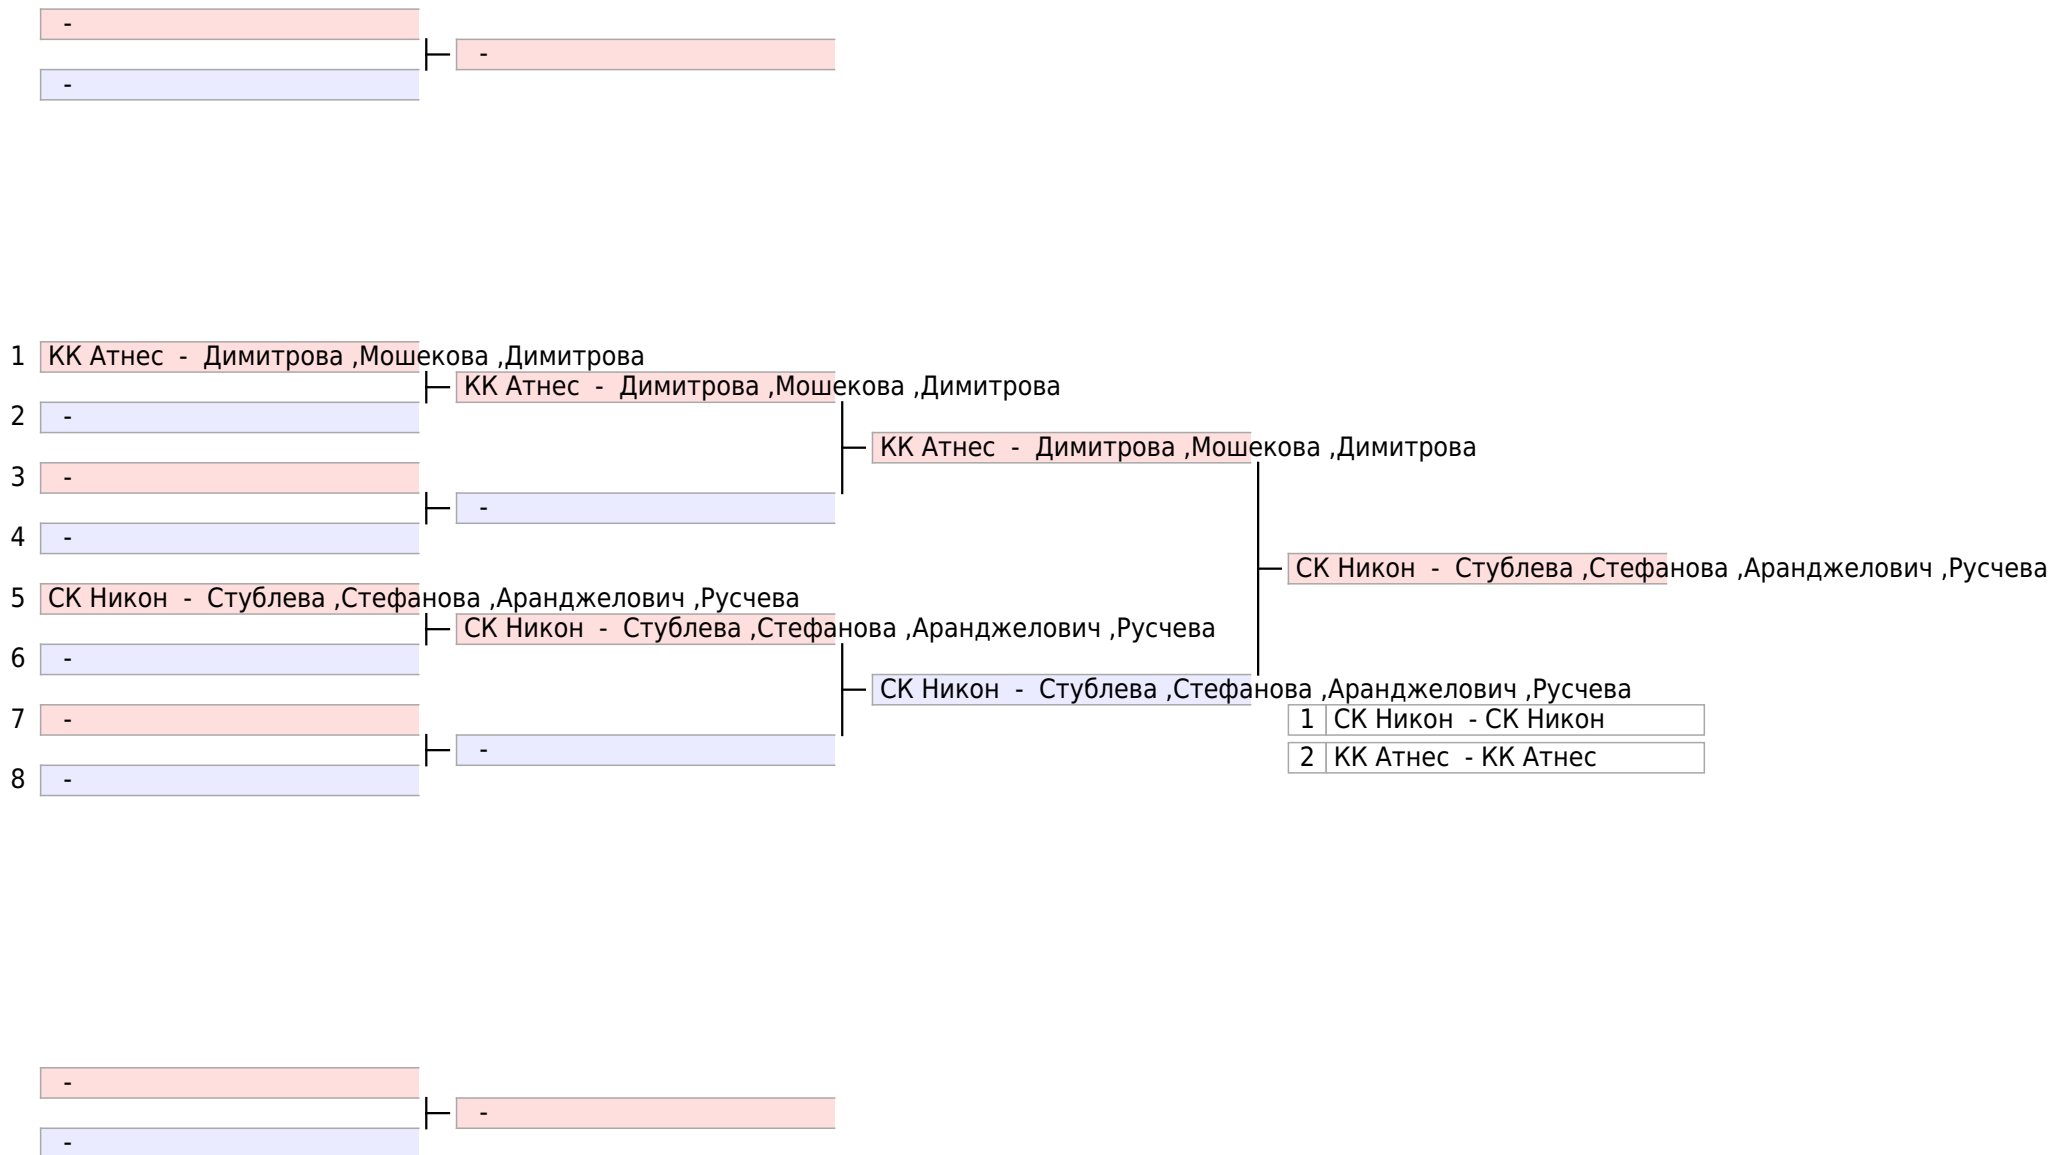 -
-
-
1 КК Атнес - Димитрова ,Мошекова ,Димитрова
КК Атнес - Димитрова ,Мошекова ,Димитрова
2 -
КК Атнес - Димитрова ,Мошекова ,Димитрова
3 -
-
4 -
СК Никон - Стублева ,Стефанова ,Аранджелович ,Русчева
5 СК Никон - Стублева ,Стефанова ,Аранджелович ,Русчева
СК Никон - Стублева ,Стефанова ,Аранджелович ,Русчева
6 -
СК Никон - Стублева ,Стефанова ,Аранджелович ,Русчева
7 -
1 СК Никон - СК Никон
-
2 КК Атнес - КК Атнес
8 -
-
-
-